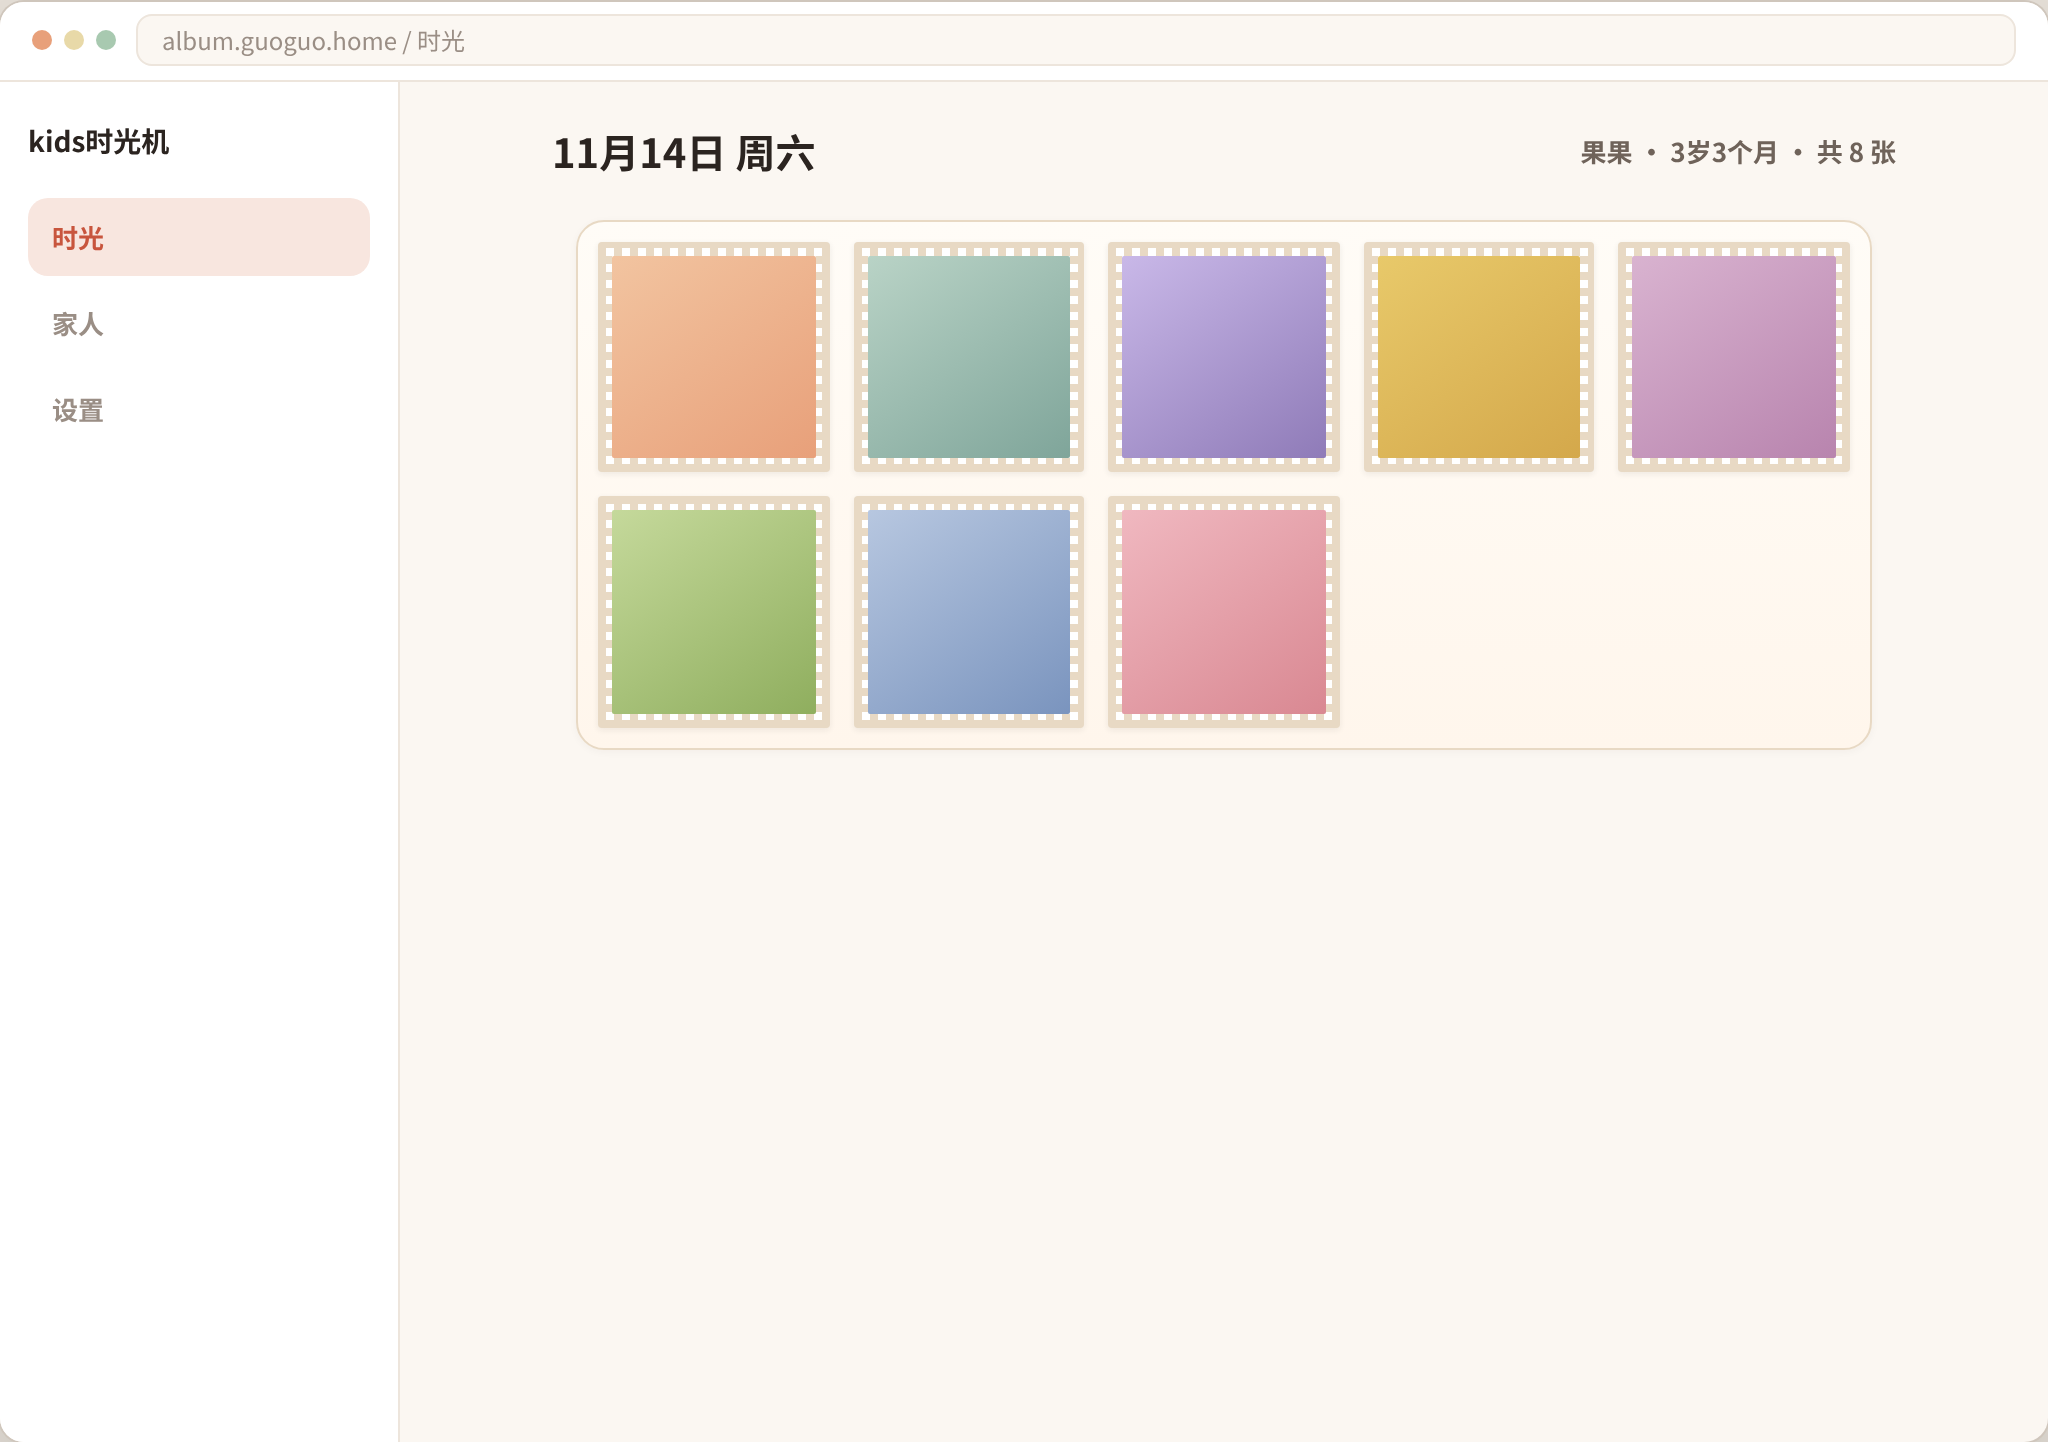 album.guoguo.home / 时光
kids时光机
时光
家人
设置
11月14日 周六
果果 · 3岁3个月 · 共 8 张